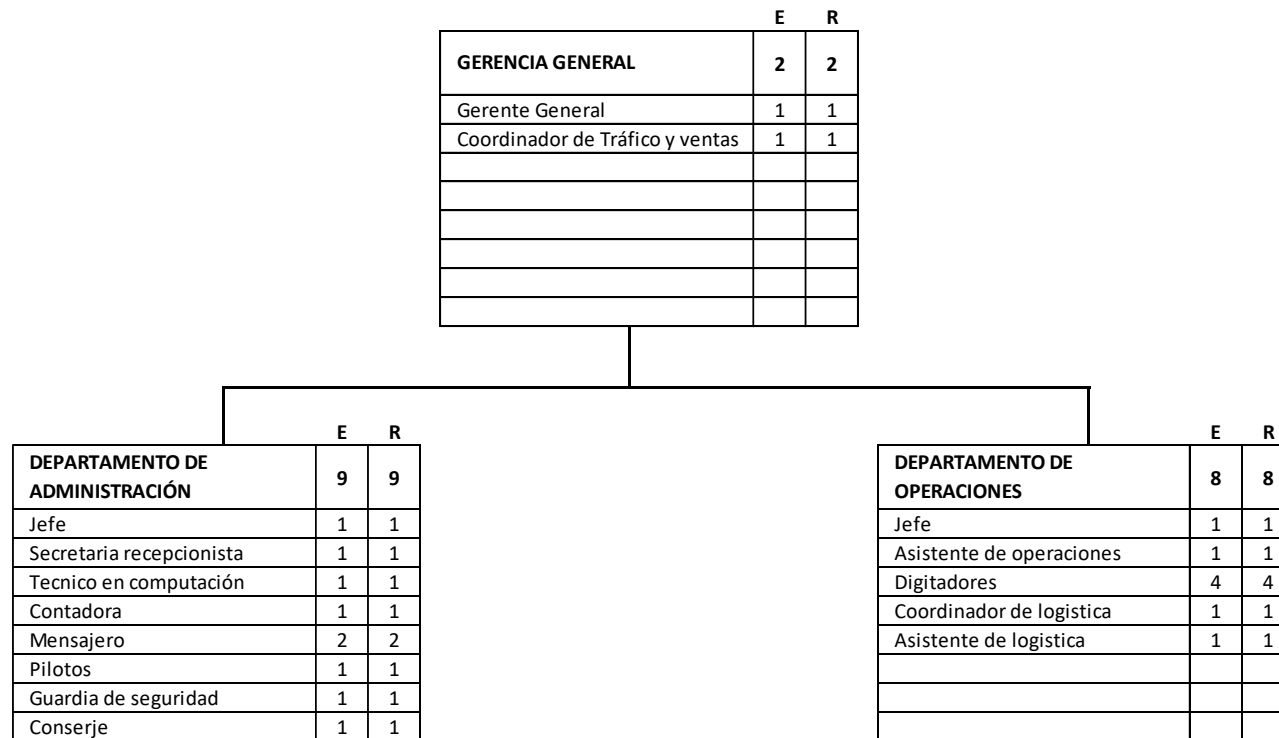 E R
GERENCIA GENERAL 2 2
Gerente General 1 1
Coordinador de Tráfico y ventas 1 1
E R
DEPARTAMENTO DE
ADMINISTRACIÓN 9 9
Jefe 1 1
Secretaria recepcionista 1 1
Tecnico en computación 1 1
Contadora 1 1
Mensajero 2 2
Pilotos 1 1
Guardia de seguridad 1 1
Conserje 1 1
E R
DEPARTAMENTO DE
OPERACIONES 8 8
Jefe 1 1
Asistente de operaciones 1 1
Digitadores 4 4
Coordinador de logistica 1 1
Asistente de logistica 1 1